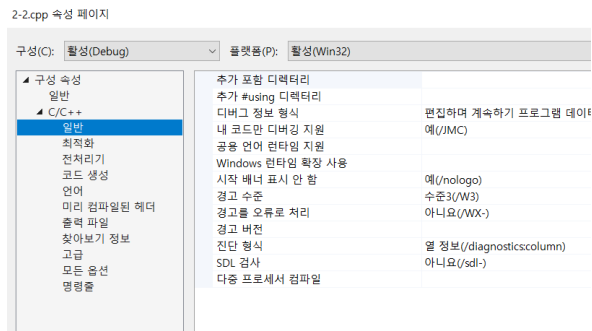 2-2.cpp 속성 페이지
구성(C): 활성(Debug) 플랫폼(P): 활성(Win32)
구성 속성
일반
C/C++
일반
최적화
전처리기
코드 생성
언어
미리 컴파일된 헤더
출력 파일
찾아보기 정보
고급
모든 옵션
명령줄
추가 포함 디렉터리
추가 #using 디렉터리
디버그 정보 형식 편집하며 계속하기 프로그램 데이터
내 코드만 디버깅 지원 예(/JMC)
공용 언어 런타임 지원
Windows 런타임 확장 사용
시작 배너 표시 안 함 예(/nologo)
경고 수준 수준3(/W3)
경고를 오류로 처리 아니요(/WX-)
경고 버전
진단 형식 열 정보(/diagnostics:column)
SDL 검사 아니요(/sdl-)
다중 프로세서 컴파일